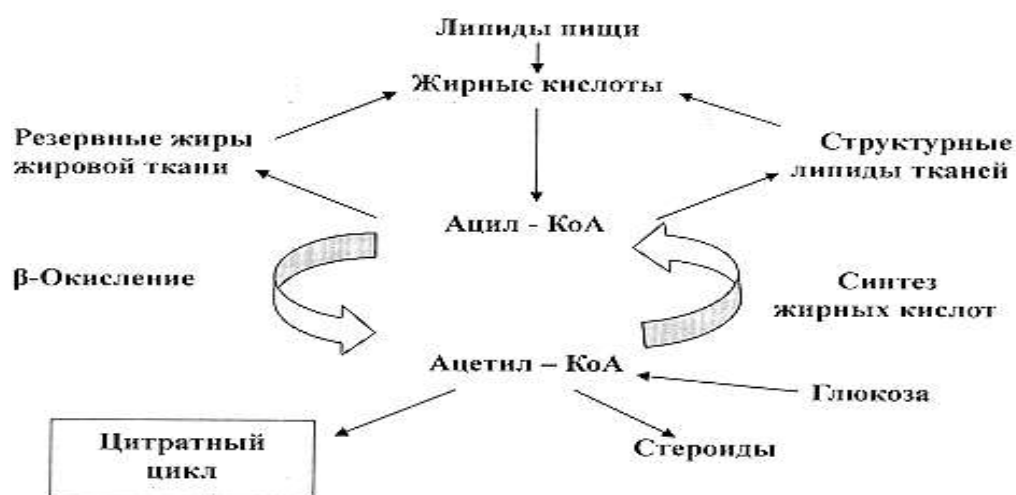 Липиды пищи
Жирные кислоты
Резервные жиры
жировой ткани
Структурные
липиды тканей
Ацил - КоА
β-Окисление
Синтез
жирных кислот
Ацетил – КоА
Глюкоза
Цитратный
цикл
Стероиды